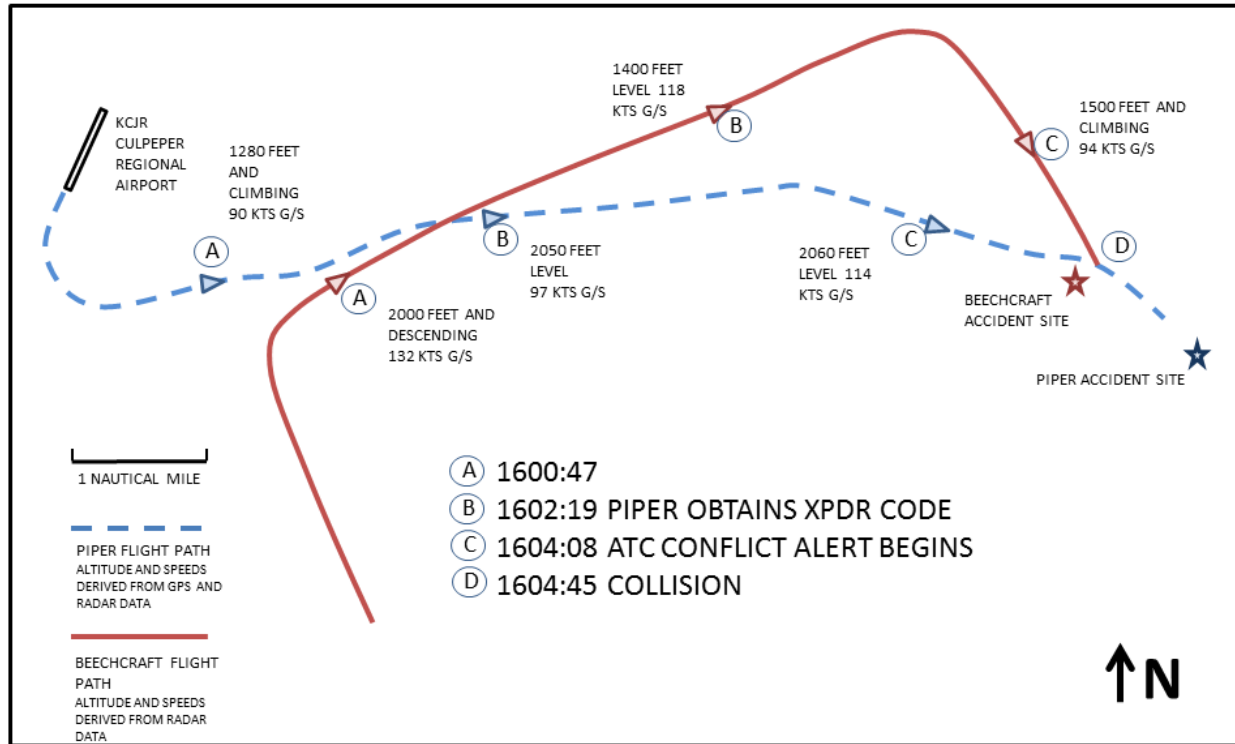 KCJR
CULPEPER
REGIONAL
AIRPORT
1280 FEET
AND
CLIMBING
90 KTS G/S
A
1400 FEET
LEVEL 118
KTS G/S
B
1500 FEET AND
CLIMBING
94 KTS G/S
C
A
2000 FEET AND
DESCENDING
132 KTS G/S
B
2050 FEET
LEVEL
97 KTS G/S
C
2060 FEET
LEVEL 114
KTS G/S
D
BEECHCRAFT
ACCIDENT SITE
PIPER ACCIDENT SITE
1 NAUTICAL MILE
PIPER FLIGHT PATH
ALTITUDE AND SPEEDS
DERIVED FROM GPS AND
RADAR DATA
BEECHCRAFT FLIGHT
PATH
ALTITUDE AND SPEEDS
DERIVED FROM RADAR
DATA
A 1600:47
B 1602:19 PIPER OBTAINS XPDR CODE
C 1604:08 ATC CONFLICT ALERT BEGINS
D 1604:45 COLLISION
N